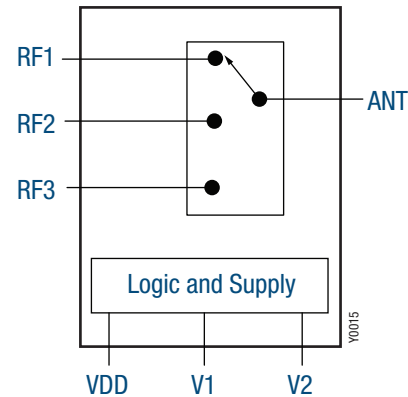 RF1
ANT
RF2
RF3
Logic and Supply
Y0015
VDD V1 V2